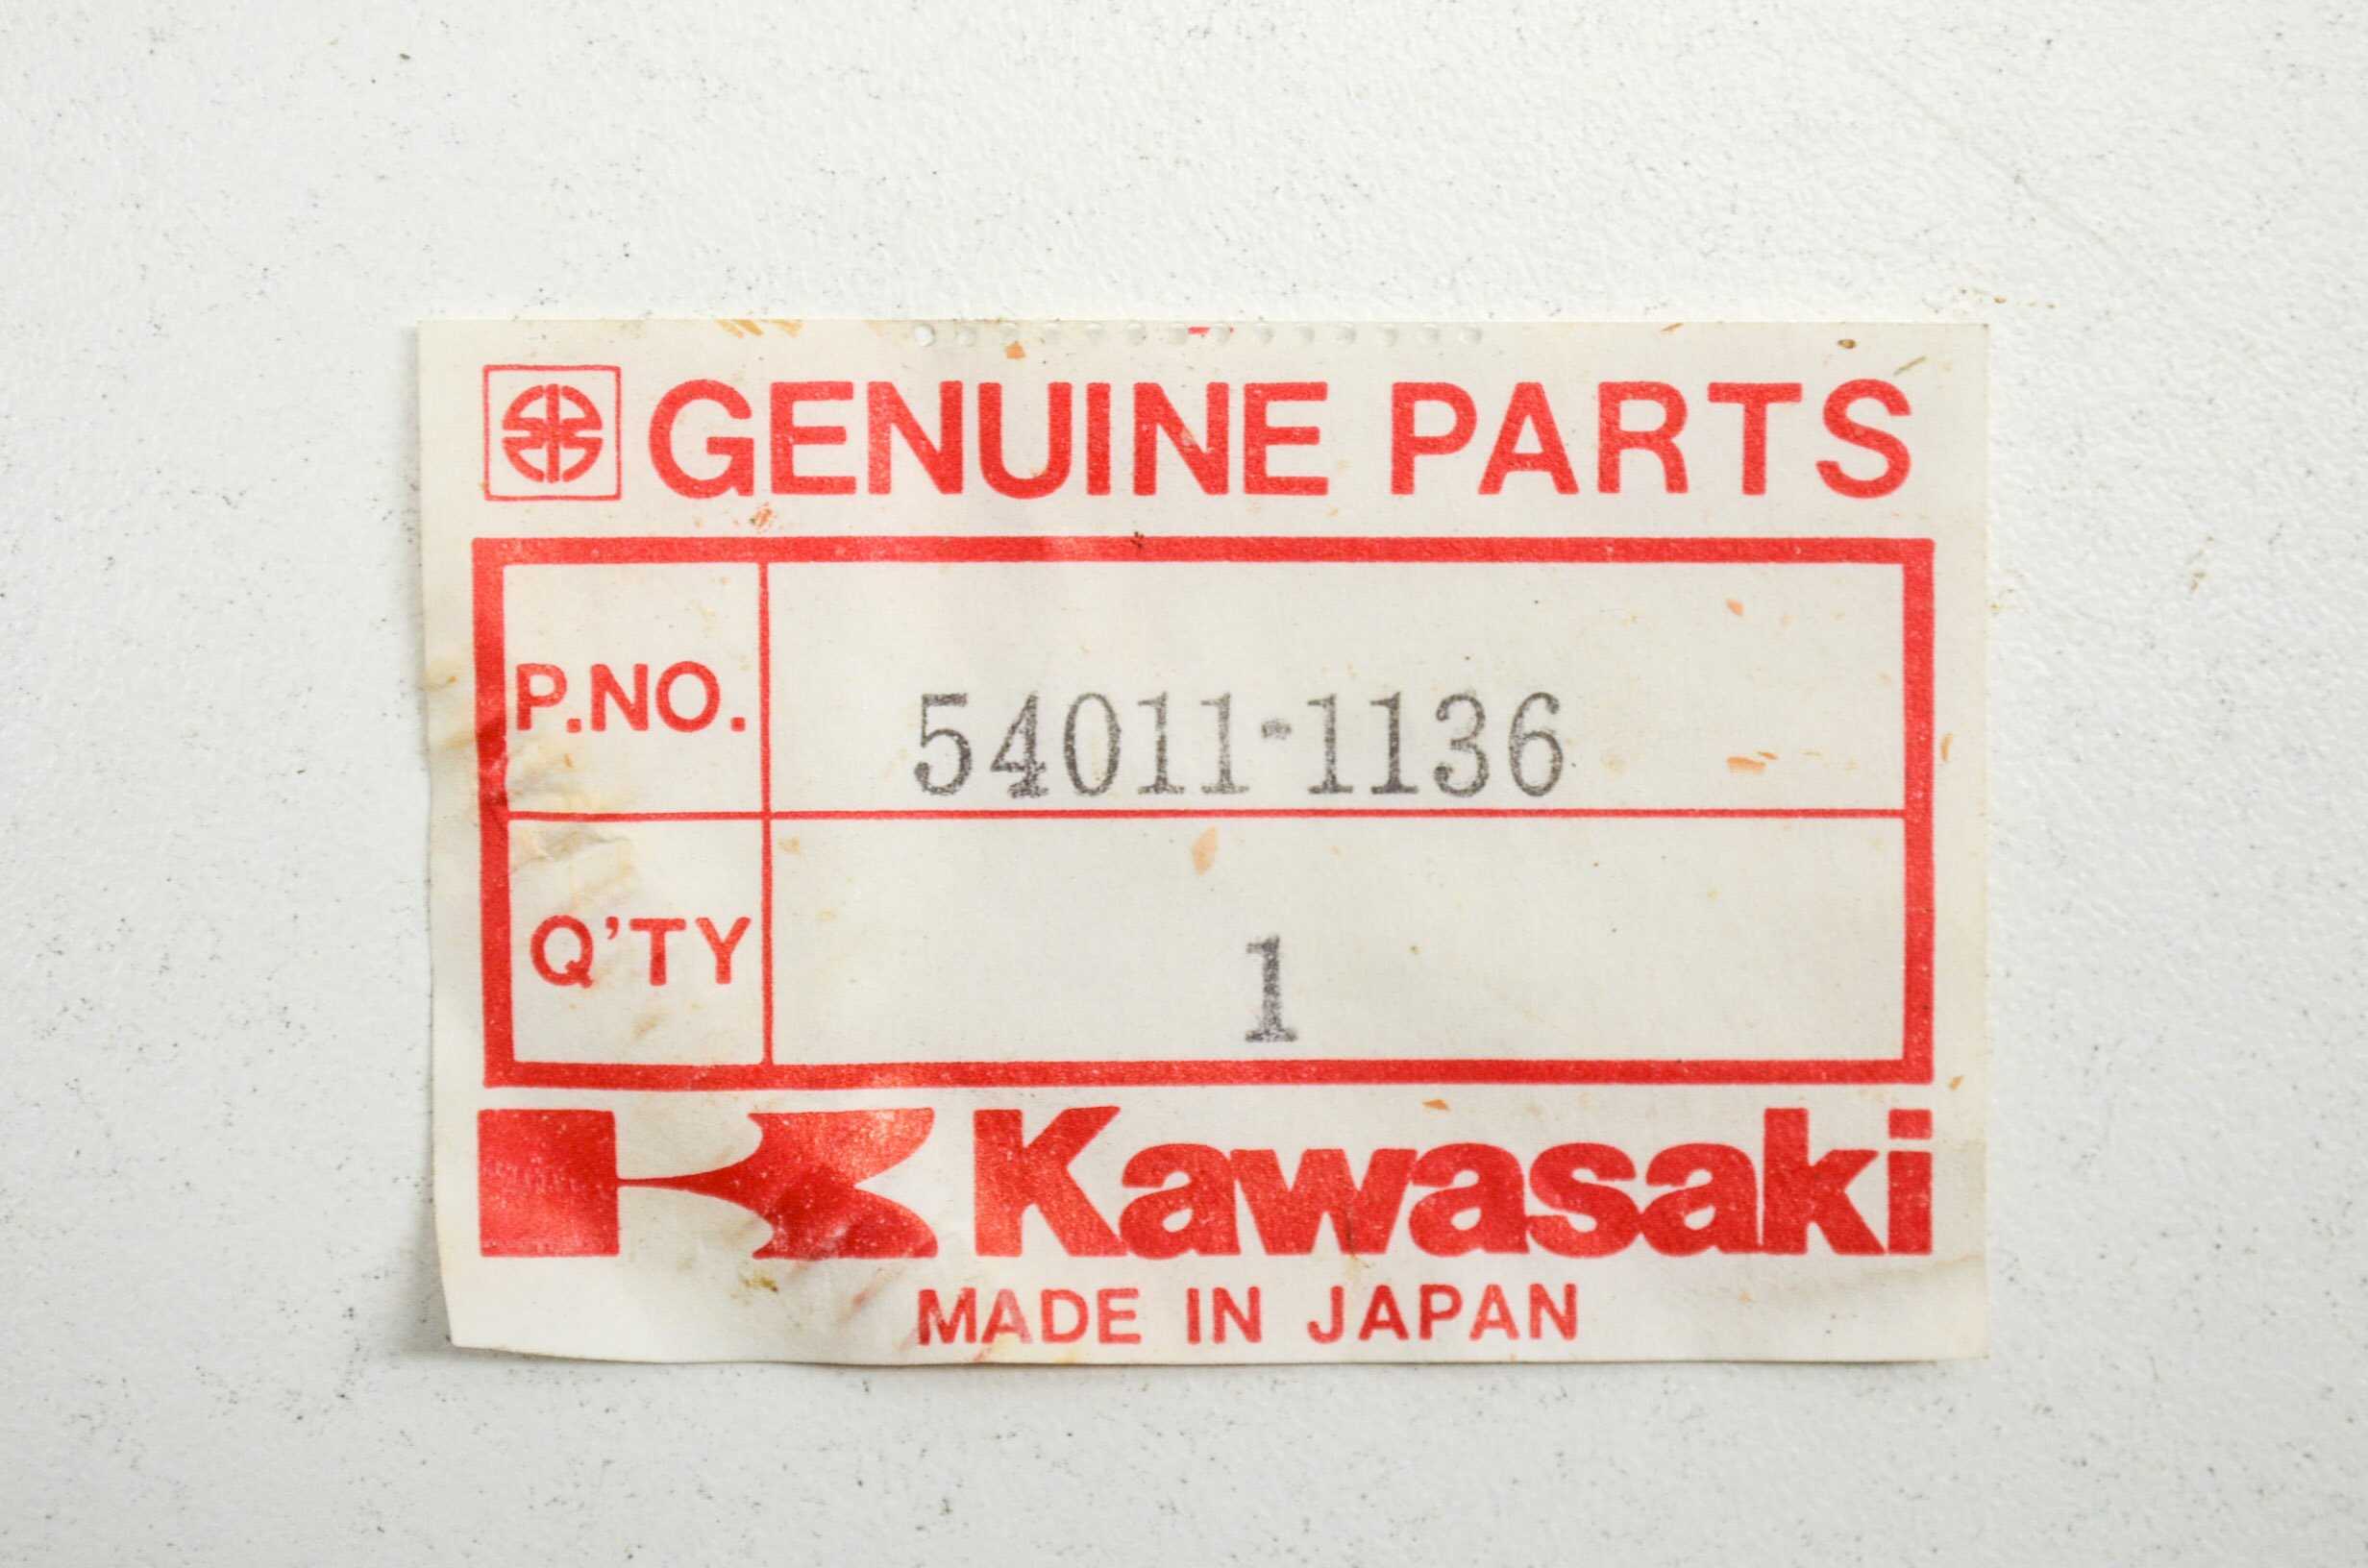 GENUINE PARTS
P.NO. 54011-1136
Q'TY 1
Kawasaki
MADE IN JAPAN